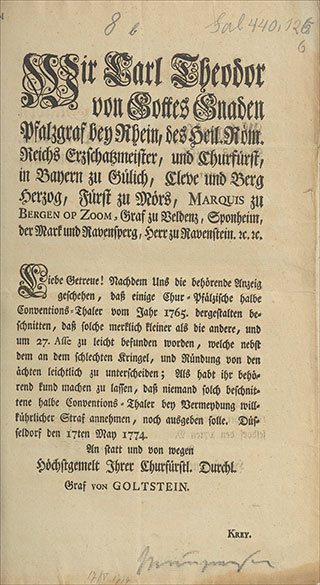 8 6
Sal 440,126
6
Wir Carl Theodor
von Gottes Gnaden
Pfalzgraf bey Rhein, des Heil. Röm.
Reichs Erzschatzmeister, und Churfürst,
in Bayern zu Gülich, Cleve und Berg
Herzog, Fürst zu Mörs, MARQUIS zu
BERGEN OP ZOOM, Graf zu Veldenz, Sponheim,
der Mark und Ravensperg, Herr zu Ravenstein. ꝛc. ꝛc.
Liebe Getreue! Nachdem Uns die behörende Anzeig
geschehen, daß einige Chur-Pfälzische halbe
Conventions-Thaler vom Jahr 1765. dergestalten be-
schnitten, daß solche merklich kleiner als die andere, und
um 27. Asse zu leicht befunden worden, welche nebst
dem an dem schlechten Kringel, und Ründung von den
ächten leichtlich zu unterscheiden; Als habt ihr behö-
rend kund machen zu lassen, daß niemand solch beschnit-
tene halbe Conventions-Thaler bey Vermeydung will-
kührlicher Straf annehmen, noch ausgeben solle. Düs-
seldorf den 17ten May 1774.
An statt und von wegen
Höchstgemelt Ihrer Churfürstl. Durchl.
Graf VON GOLTSTEIN.
KREY.